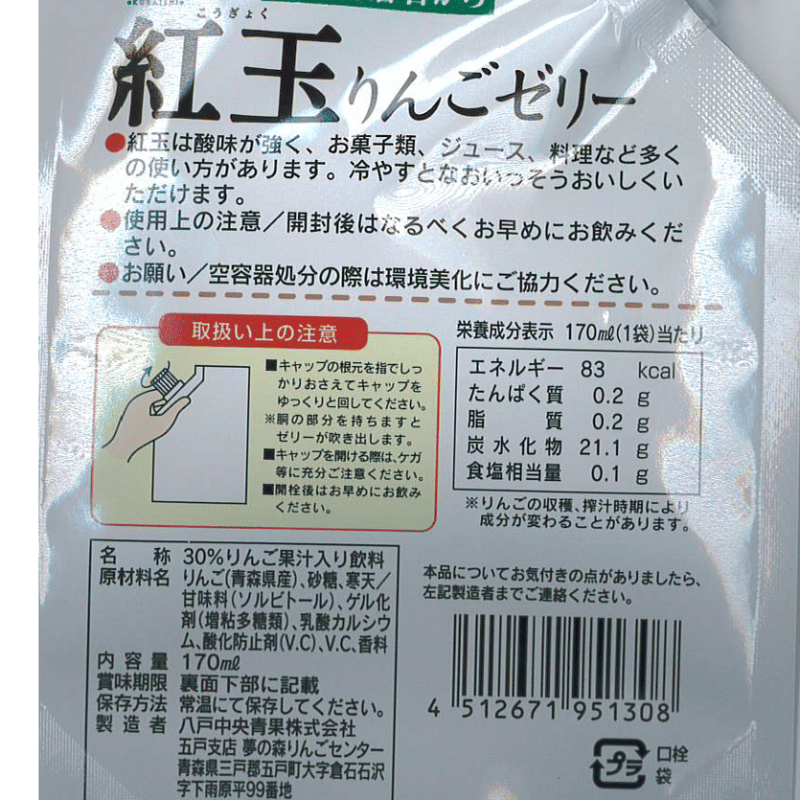 KURAISHI
こうぎょく
紅玉りんごゼリー
●紅玉は酸味が強く、お菓子類、ジュース、料理など多く
の使い方があります。冷やすとなおいっそうおいしくい
ただけます。
●使用上の注意／開封後はなるべくお早めにお飲みくだ
さい。
●お願い／空容器処分の際は環境美化にご協力ください。
取扱い上の注意
■キャップの根元を指でしっ
かりおさえてキャップを
ゆっくりと回してください。
※胴の部分を持ちますと
ゼリーが吹き出します。
■キャップを開ける際は、ケガ
等に充分ご注意ください。
■開栓後はお早めにお飲み
ください。
栄養成分表示 170㎖(1袋)当たり
エネルギー 83 kcal
たんぱく質 0.2 g
脂質 0.2 g
炭水化物 21.1 g
食塩相当量 0.1 g
※りんごの収穫、搾汁時期により
成分が変わることがあります。
名称 30%りんご果汁入り飲料
原材料名 りんご(青森県産)、砂糖、寒天／
甘味料(ソルビトール)、ゲル化
剤(増粘多糖類)、乳酸カルシウ
ム、酸化防止剤(V.C)、V.C、香料
内容量 170㎖
賞味期限 裏面下部に記載
保存方法 常温にて保存してください。
製造者 八戸中央青果株式会社
五戸支店 夢の森りんごセンター
青森県三戸郡五戸町大字倉石石沢
字下雨原平99番地
本品についてお気付きの点がありましたら、
左記製造者までご連絡ください。
4 512671 951308
プラ
口栓
袋